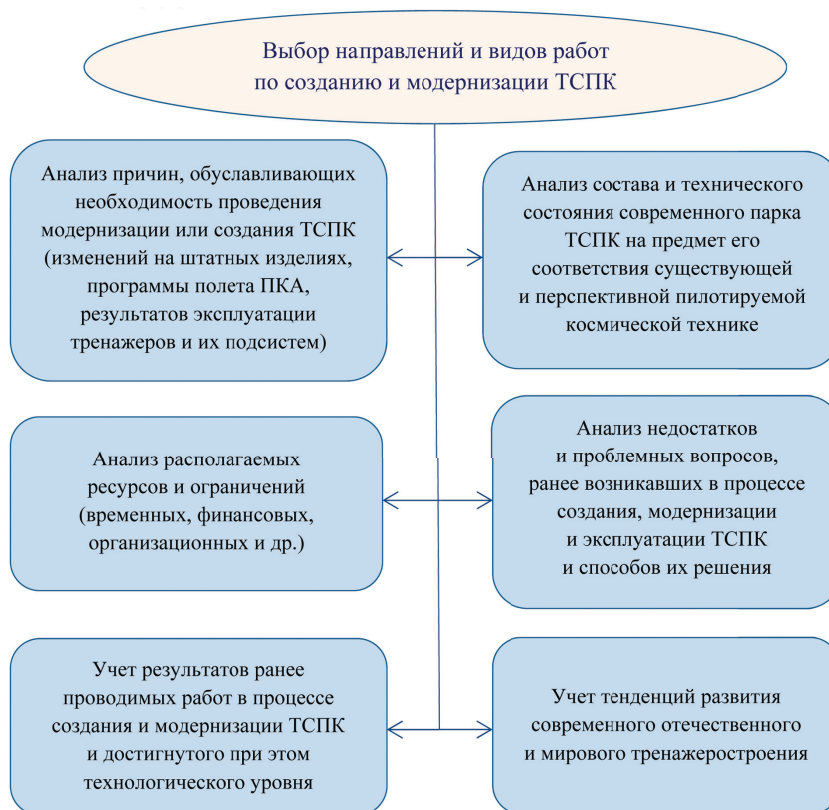 Выбор направлений и видов работ
по созданию и модернизации ТСПК
Анализ причин, обуславливающих
необходимость проведения
модернизации или создания ТСПК
(изменений на штатных изделиях,
программы полета ПКА,
результатов эксплуатации
тренажеров и их подсистем)
Анализ состава и технического
состояния современного парка
ТСПК на предмет его
соответствия существующей
и перспективной пилотируемой
космической технике
Анализ располагаемых
ресурсов и ограничений
(временных, финансовых,
организационных и др.)
Анализ недостатков
и проблемных вопросов,
ранее возникавших в процессе
создания, модернизации
и эксплуатации ТСПК
и способов их решения
Учет результатов ранее
проводимых работ в процессе
создания и модернизации ТСПК
и достигнутого при этом
технологического уровня
Учет тенденций развития
современного отечественного
и мирового тренажеростроения